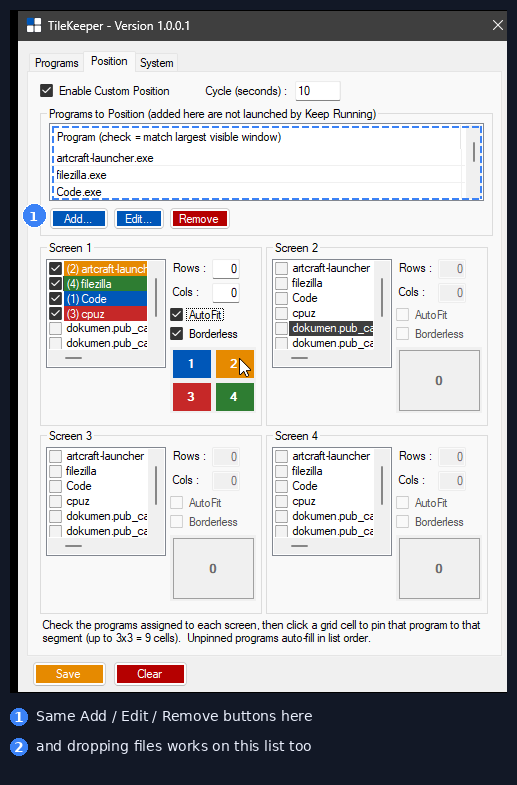 TileKeeper - Version 1.0.0.1
Programs
Position
System
Enable Custom Position
Cycle (seconds) :
10
Programs to Position (added here are not launched by Keep Running)
Program (check = match largest visible window)
artcraft-launcher.exe
filezilla.exe
Code.exe
1
Add...
Edit...
Remove
Screen 1
(2) artcraft-launch
(4) filezilla
(1) Code
(3) cpuz
dokumen.pub_ca
dokumen.pub_ca
Rows :
0
Cols :
0
AutoFit
Borderless
1
2
3
4
Screen 2
artcraft-launcher
filezilla
Code
cpuz
dokumen.pub_ca
dokumen.pub_ca
Rows :
0
Cols :
0
AutoFit
Borderless
0
Screen 3
artcraft-launcher
filezilla
Code
cpuz
dokumen.pub_ca
dokumen.pub_ca
Rows :
0
Cols :
0
AutoFit
Borderless
0
Screen 4
artcraft-launcher
filezilla
Code
cpuz
dokumen.pub_ca
dokumen.pub_ca
Rows :
0
Cols :
0
AutoFit
Borderless
0
Check the programs assigned to each screen, then click a grid cell to pin that program to that
segment (up to 3x3 = 9 cells).  Unpinned programs auto-fill in list order.
Save
Clear
1 Same Add / Edit / Remove buttons here
2 and dropping files works on this list too